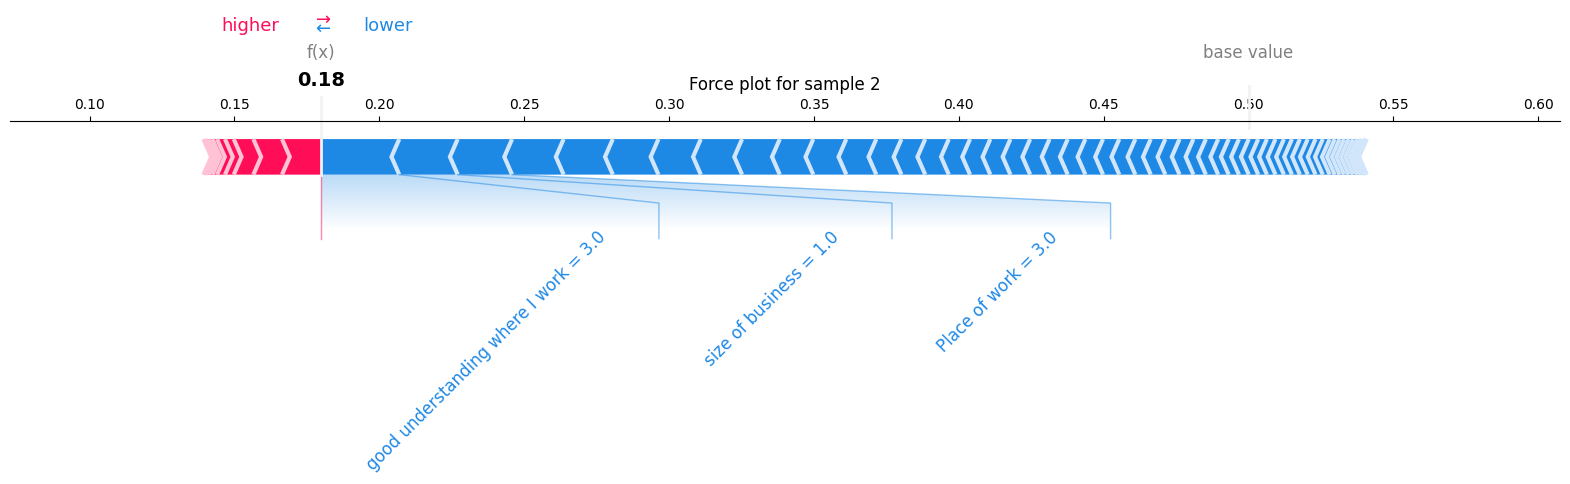 higher ⇄ lower
f(x)
base value
0.18
Force plot for sample 2
0.10 0.15 0.20 0.25 0.30 0.35 0.40 0.45 0.50 0.55 0.60
good understanding where I work = 3.0
size of business = 1.0
Place of work = 3.0